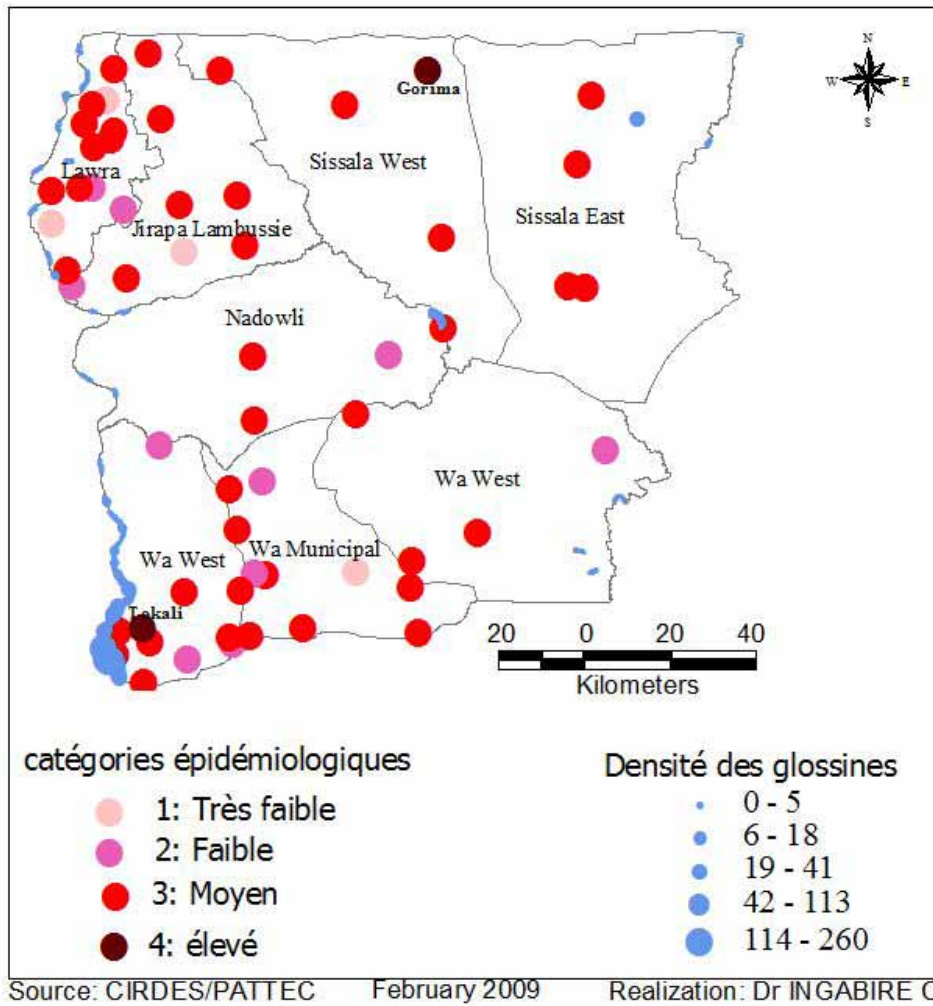 N
W E
S
Gorima
Sissala West
Lawra
Sissala East
Jirapa Lambussie
Nadowli
Wa West
Wa Municipal
Wa West
Lokali
20 0 20 40
Kilometers
catégories épidémiologiques
1: Très faible
2: Faible
3: Moyen
4: élevé
Densité des glossines
0 - 5
6 - 18
19 - 41
42 - 113
114 - 260
Source: CIRDES/PATTEC February 2009 Realization: Dr INGABIRE C